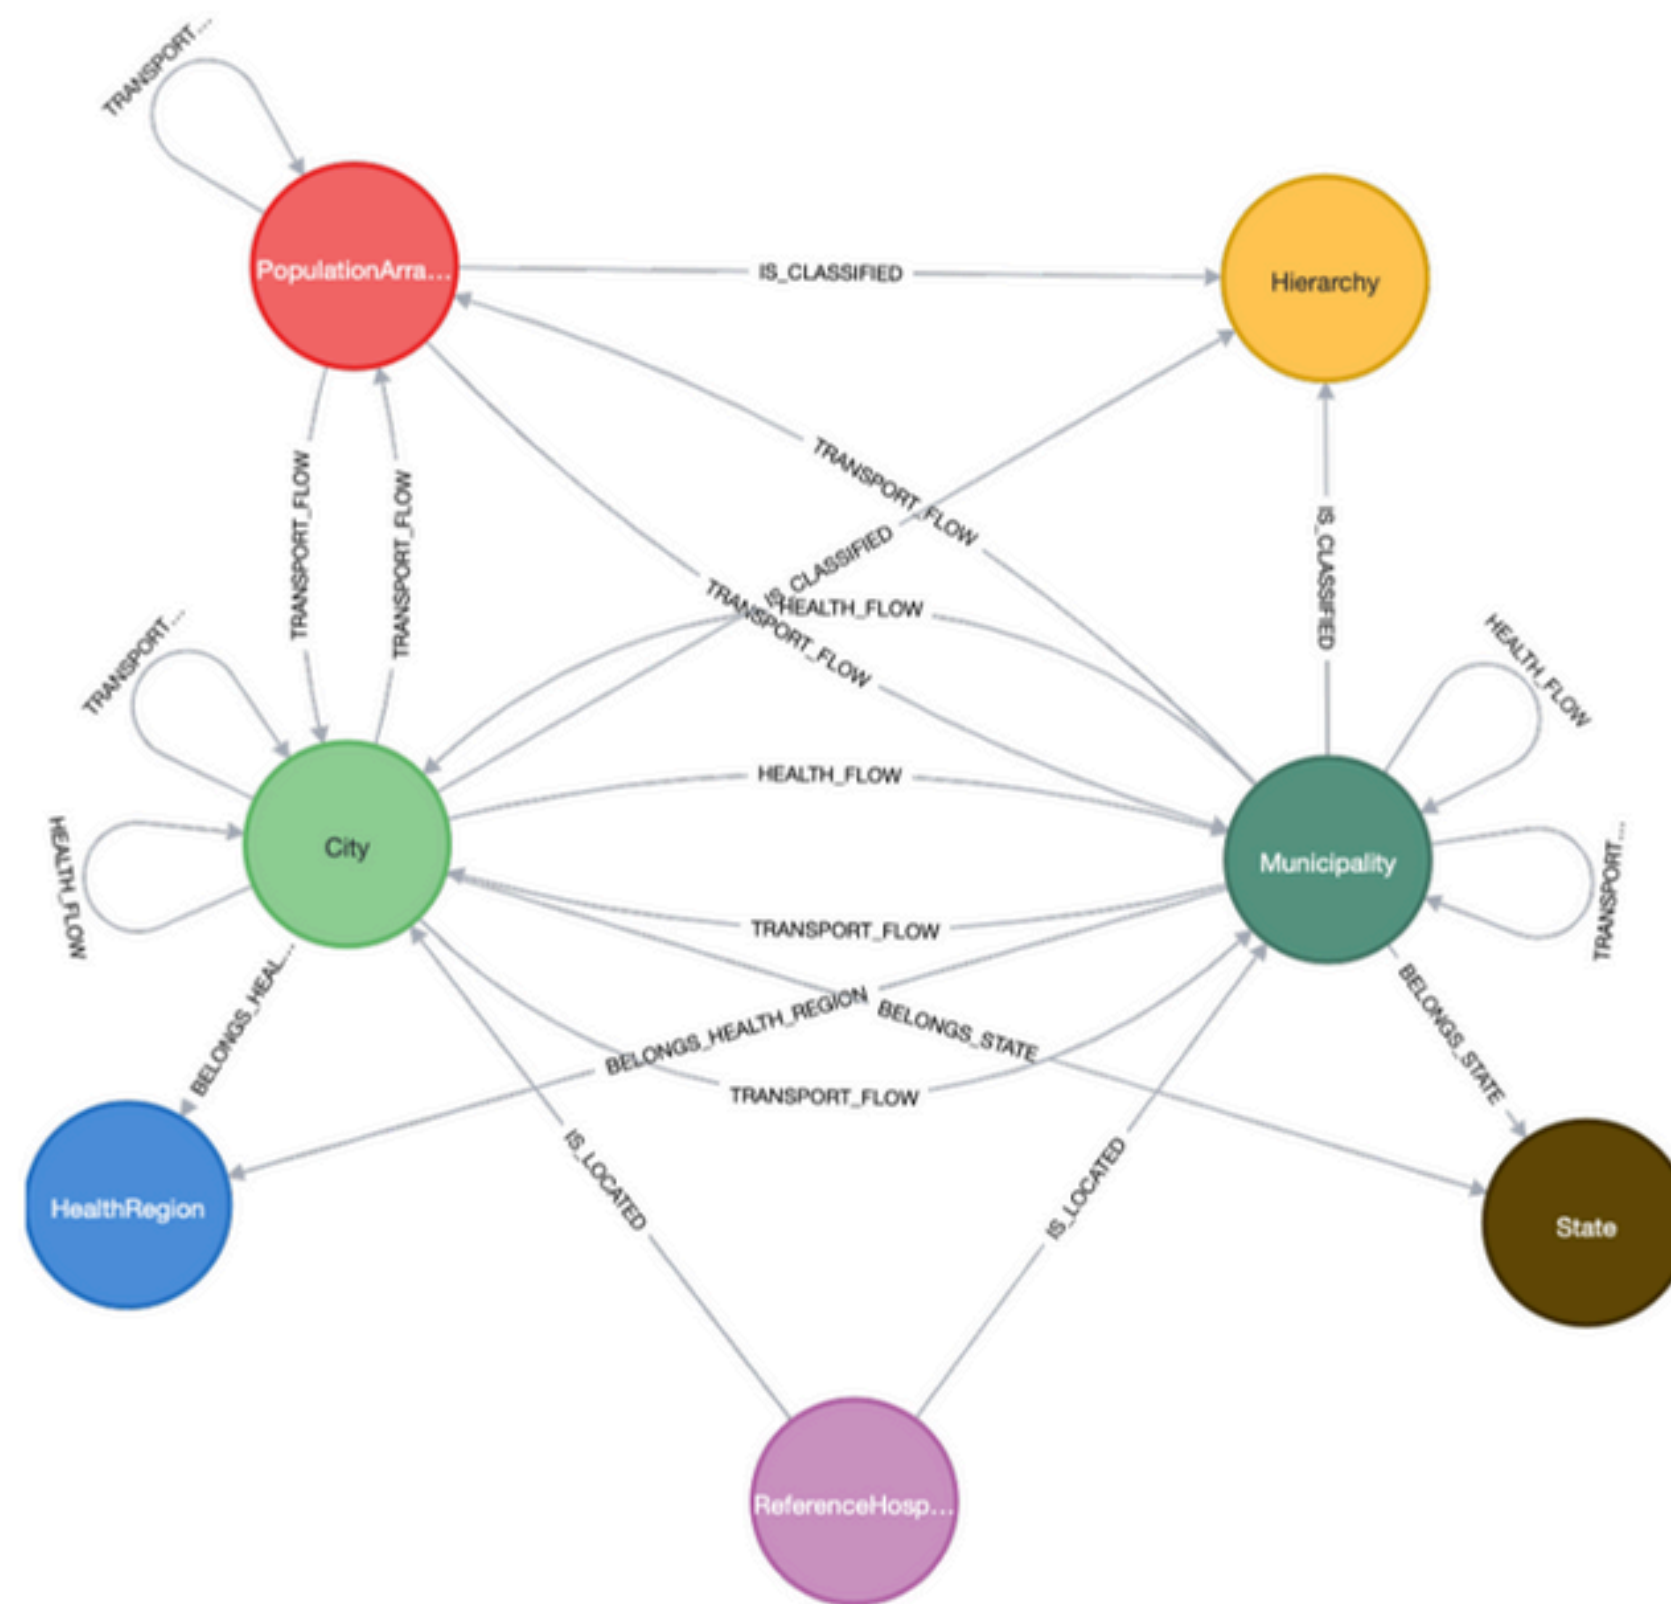 TRANSPORT...
PopulationArra...
IS_CLASSIFIED
Hierarchy
TRANSPORT_FLOW
TRANSPORT_FLOW
TRANSPORT_FLOW
IS_CLASSIFIED
IS_CLASSIFIED
TRANSPORT_FLOW
HEALTH_FLOW
TRANSPORT...
HEALTH_FLOW
HEALTH_FLOW
City
HEALTH_FLOW
Municipality
TRANSPORT...
TRANSPORT_FLOW
BELONGS_HEAL...
BELONGS_HEALTH_REGION
BELONGS_STATE
BELONGS_STATE
TRANSPORT_FLOW
IS_LOCATED
IS_LOCATED
HealthRegion
State
ReferenceHosp...